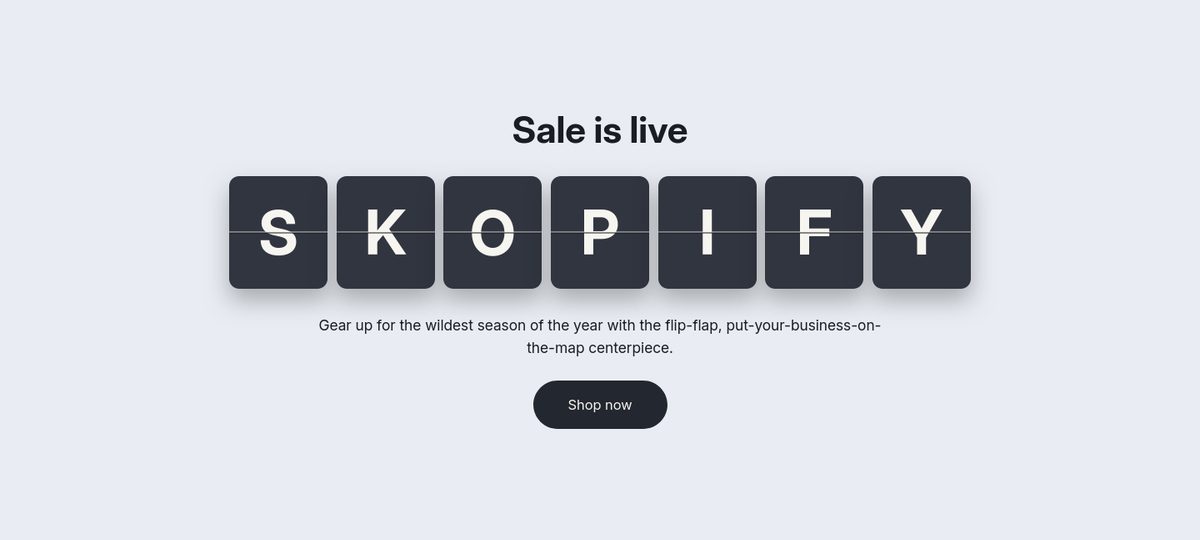 Sale is live
SKOPIFY
Gear up for the wildest season of the year with the flip-flap, put-your-business-on-
the-map centerpiece.
Shop now